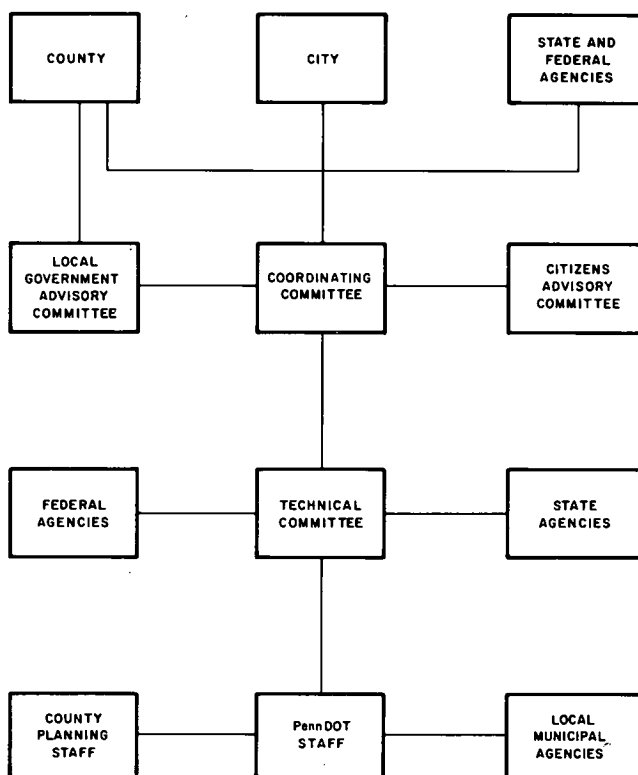 COUNTY
CITY
STATE AND
FEDERAL
AGENCIES
LOCAL
GOVERNMENT
ADVISORY
COMMITTEE
COORDINATING
COMMITTEE
CITIZENS
ADVISORY
COMMITTEE
FEDERAL
AGENCIES
TECHNICAL
COMMITTEE
STATE
AGENCIES
COUNTY
PLANNING
STAFF
PennDOT
STAFF
LOCAL
MUNICIPAL
AGENCIES